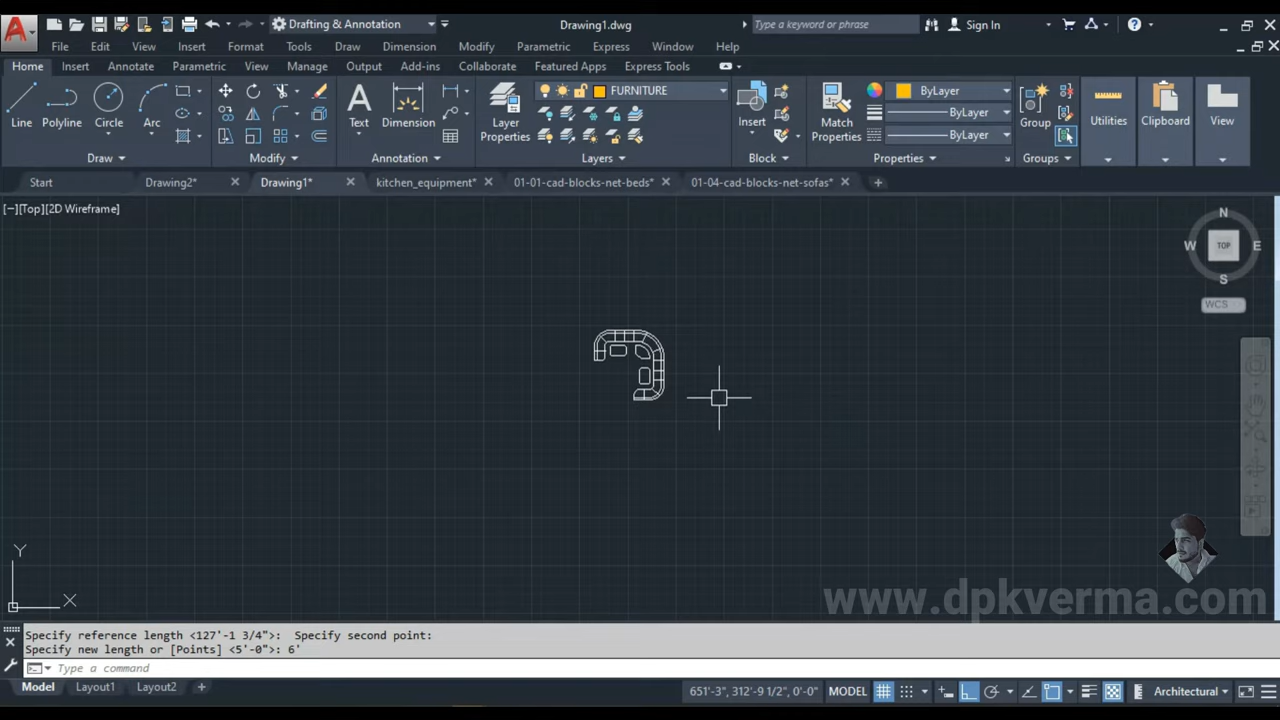 Drafting & Annotation
Drawing1.dwg
Type a keyword or phrase
Sign In
File Edit View Insert Format Tools Draw Dimension Modify Parametric Express Window Help
Home Insert Annotate Parametric View Manage Output Add-ins Collaborate Featured Apps Express Tools
FURNITURE
ByLayer
Line Polyline Circle Arc
Text Dimension
Layer Properties
Insert
Match Properties
ByLayer
ByLayer
Group
Utilities
Clipboard
View
Draw Modify Annotation Layers Block Properties Groups
Start Drawing2* Drawing1* kitchen_equipment* 01-01-cad-blocks-net-beds* 01-04-cad-blocks-net-sofas*
[−][Top][2D Wireframe]
N
W TOP E
S
WCS
Y
X
www.dpkverma.com
Specify reference length <127'-1 3/4">: Specify second point:
Specify new length or [Points] <5'-0">: 6'
Type a command
Model Layout1 Layout2
651'-3", 312'-9 1/2", 0'-0" MODEL Architectural